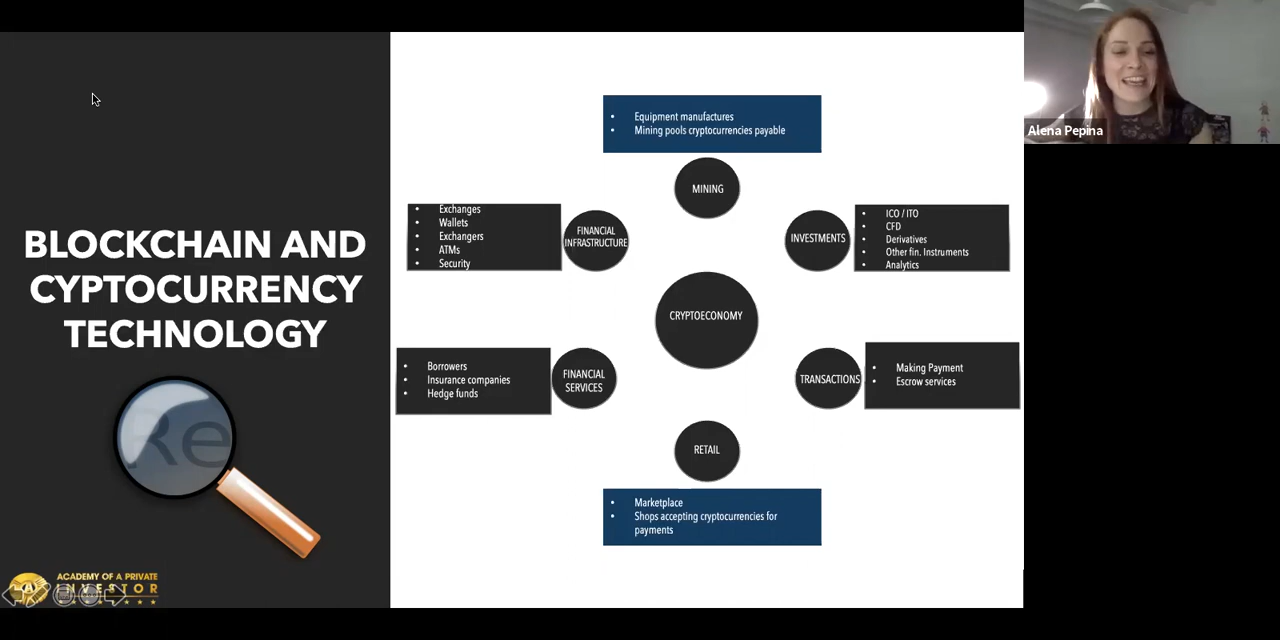 BLOCKCHAIN AND
CYPTOCURRENCY
TECHNOLOGY
Re
ACADEMY OF A PRIVATE
INVESTOR
• Equipment manufactures
• Mining pools cryptocurrencies payable
MINING
• Exchanges
• Wallets
• Exchangers
• ATMs
• Security
FINANCIAL
INFRASTRUCTURE
INVESTMENTS
• ICO / ITO
• CFD
• Derivatives
• Other fin. Instruments
• Analytics
CRYPTOECONOMY
• Borrowers
• Insurance companies
• Hedge funds
FINANCIAL
SERVICES
TRANSACTIONS
• Making Payment
• Escrow services
RETAIL
• Marketplace
• Shops accepting cryptocurrencies for
payments
Alena Pepina